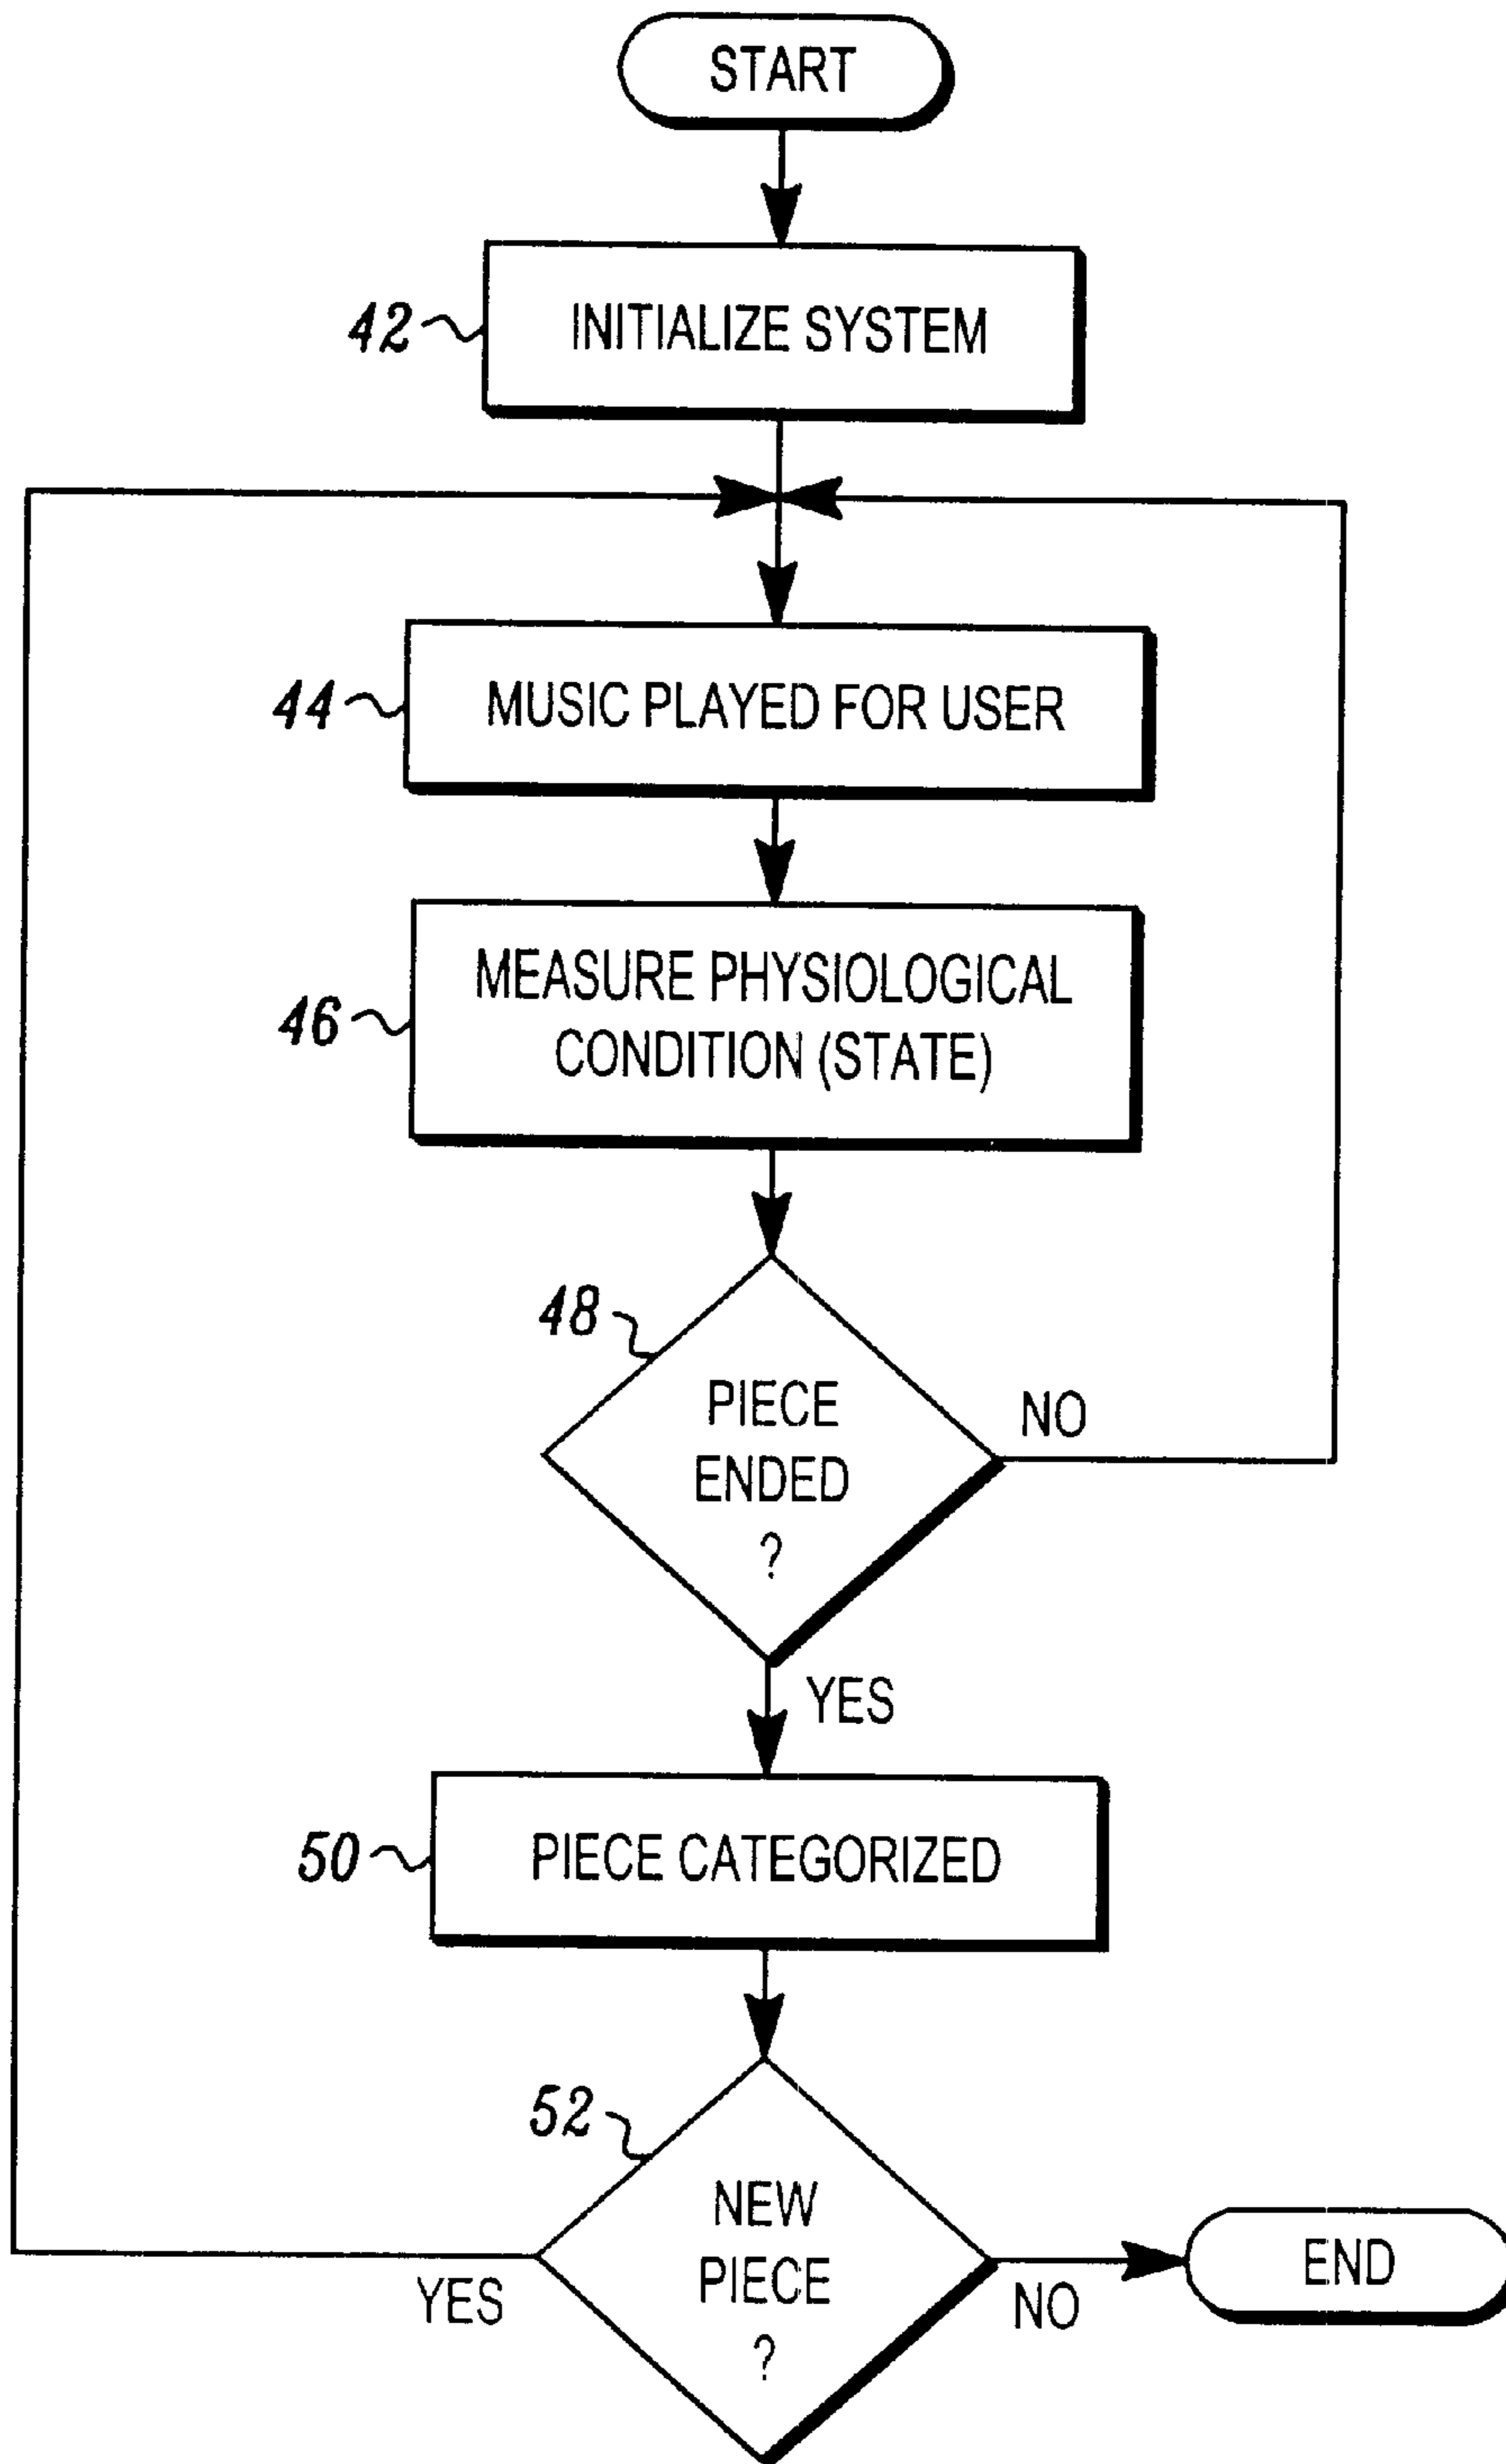 START
42
INITIALIZE SYSTEM
44
MUSIC PLAYED FOR USER
46
MEASURE PHYSIOLOGICAL
CONDITION (STATE)
48
PIECE
ENDED
?
NO
YES
50
PIECE CATEGORIZED
52
NEW
PIECE
?
YES
NO
END